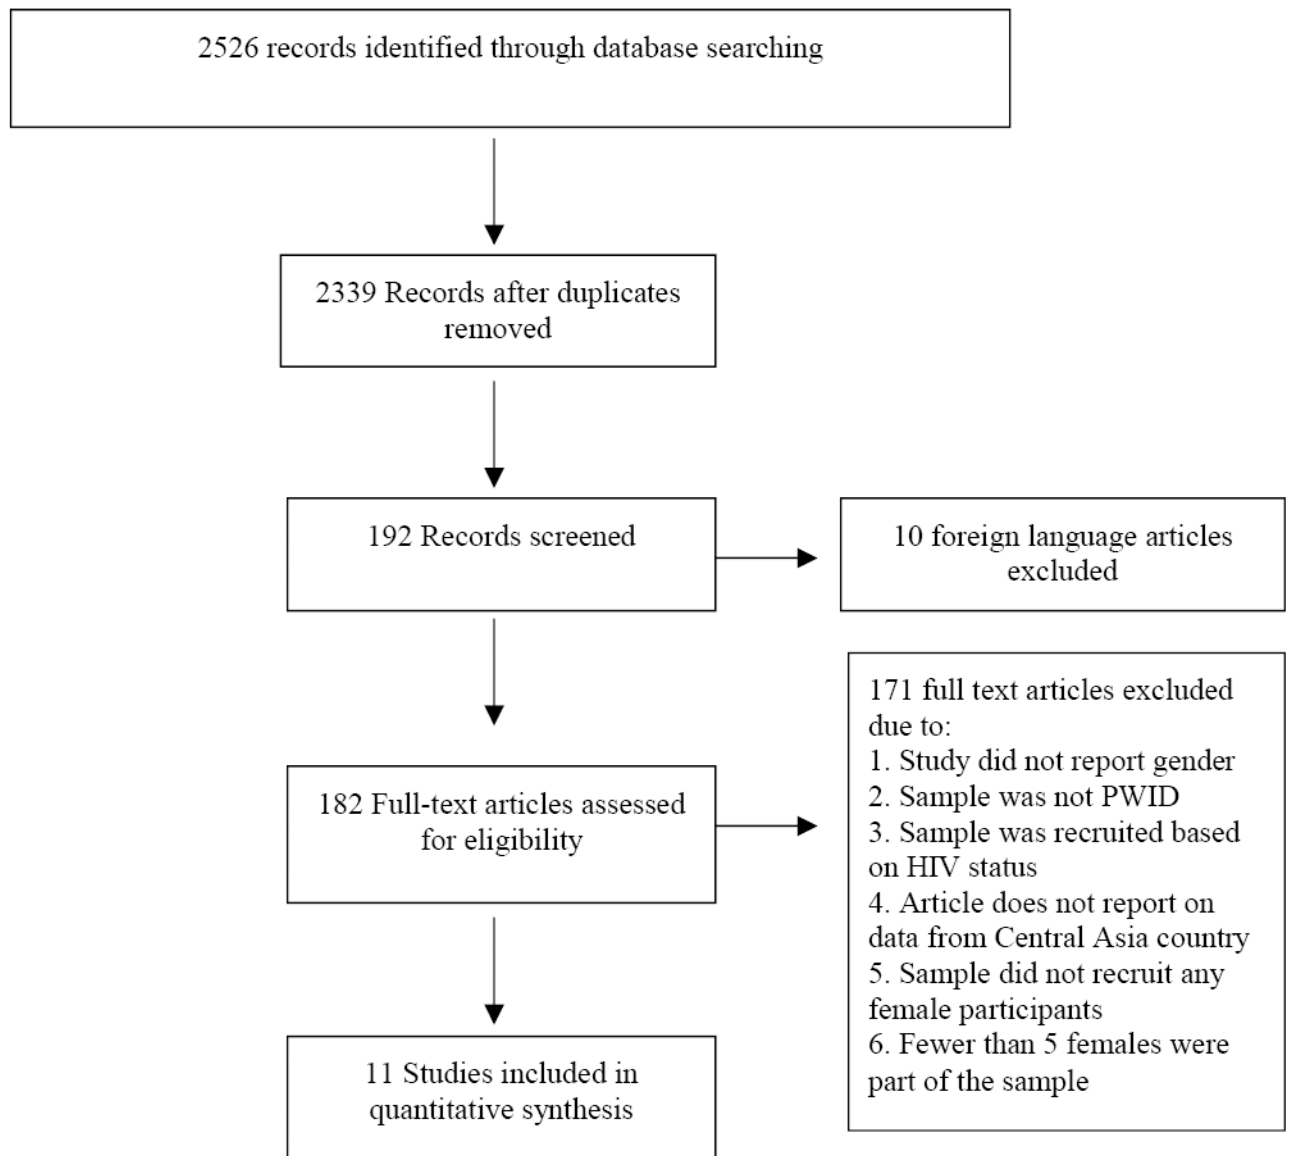 2526 records identified through database searching
2339 Records after duplicates
removed
192 Records screened
10 foreign language articles
excluded
182 Full-text articles assessed
for eligibility
171 full text articles excluded
due to:
1. Study did not report gender
2. Sample was not PWID
3. Sample was recruited based
on HIV status
4. Article does not report on
data from Central Asia country
5. Sample did not recruit any
female participants
6. Fewer than 5 females were
part of the sample
11 Studies included in
quantitative synthesis